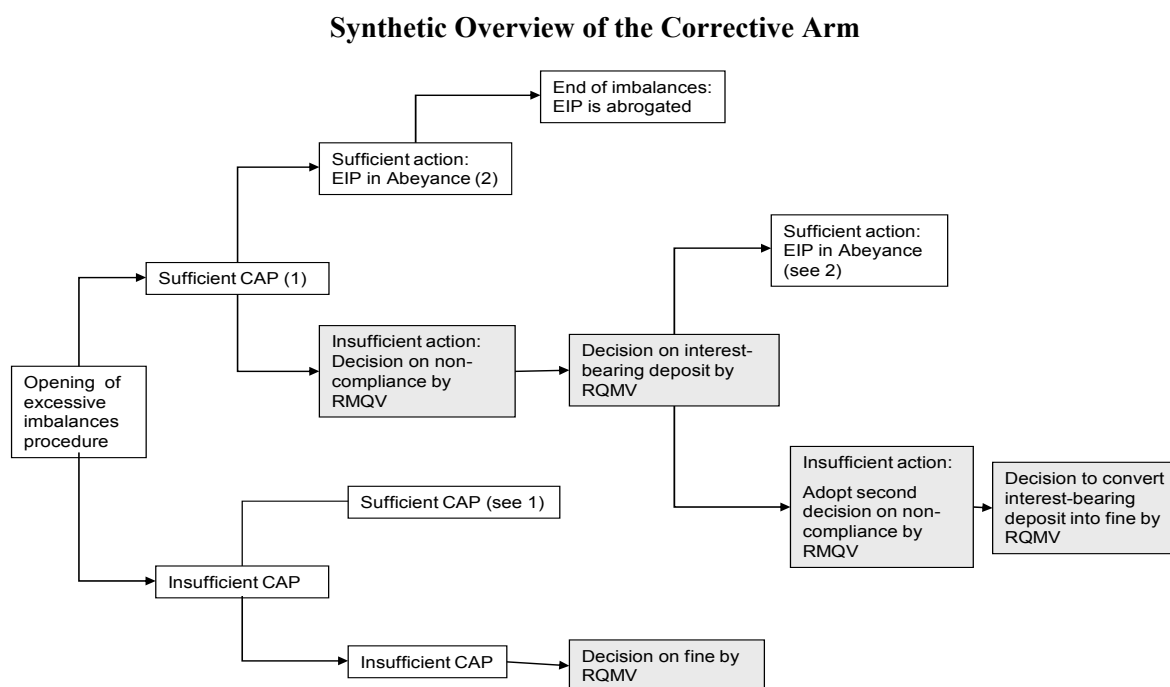 Synthetic Overview of the Corrective Arm
End of imbalances:
EIP is abrogated
Sufficient action:
EIP in Abeyance (2)
Sufficient action:
EIP in Abeyance
(see 2)
Sufficient CAP (1)
Insufficient action:
Decision on non-
compliance by
RMQV
Decision on interest-
bearing deposit by
RQMV
Opening of
excessive
imbalances
procedure
Insufficient action:
Adopt second
decision on non-
compliance by
RMQV
Decision to convert
interest-bearing
deposit into fine by
RQMV
Sufficient CAP (see 1)
Insufficient CAP
Insufficient CAP
Decision on fine by
RQMV